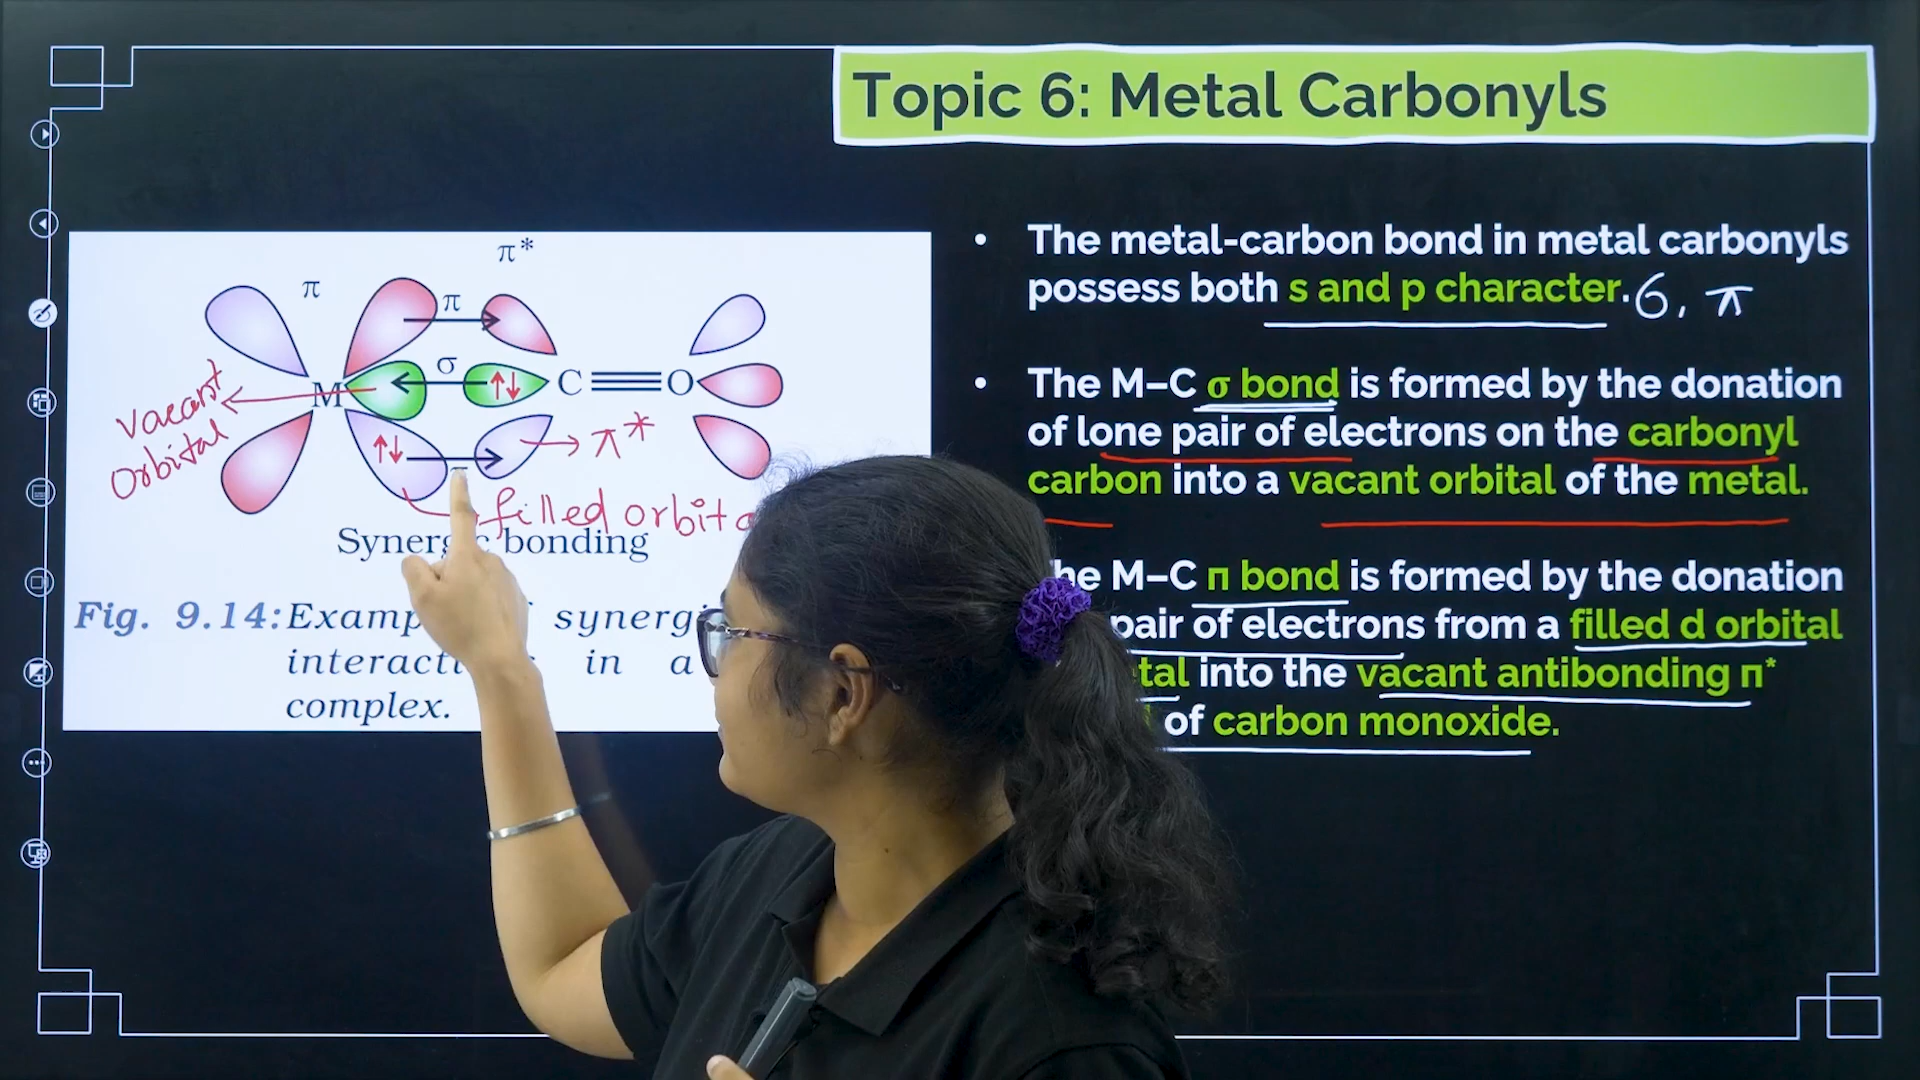 Topic 6: Metal Carbonyls
• The metal-carbon bond in metal carbonyls
possess both s and p character. σ, π
• The M–C σ bond is formed by the donation
of lone pair of electrons on the carbonyl
carbon into a vacant orbital of the metal.
he M–C π bond is formed by the donation
pair of electrons from a filled d orbital
tal into the vacant antibonding π*
of carbon monoxide.
π*
π
π
σ
M
C
O
vacant
orbital
π*
filled orbita
Synergic bonding
Fig. 9.14: Examp f synergi
interacti in a
complex.